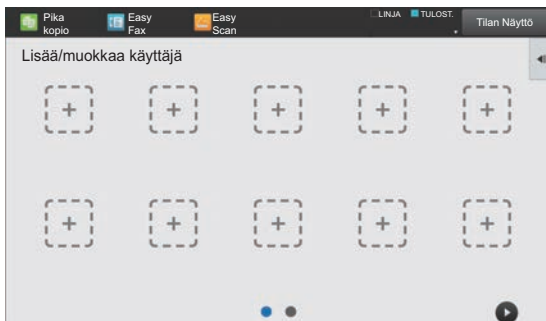 Pika kopio
Easy Fax
Easy Scan
LINJA
TULOST.
Tilan Näyttö
Lisää/muokkaa käyttäjä